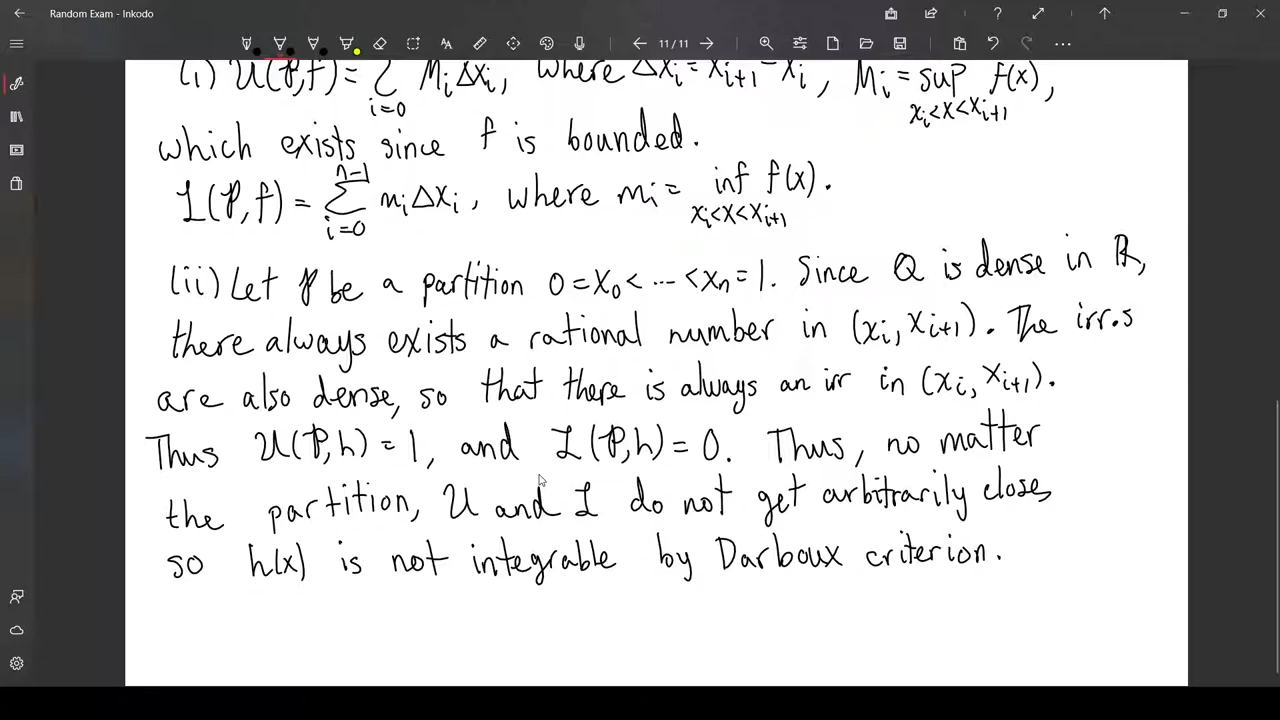 Random Exam - Inkodo
11/11
(i) U(P,f) = Σ_{i=0} M_i Δx_i, where Δx_i = x_{i+1} - x_i, M_i = sup_{x_i<x<x_{i+1}} f(x),
which exists since f is bounded.
L(P,f) = Σ_{i=0}^{n-1} m_i Δx_i, where m_i = inf_{x_i<x<x_{i+1}} f(x).
(ii) Let P be a partition 0=x_0< ... <x_n=1. Since Q is dense in R,
there always exists a rational number in (x_i, x_{i+1}). The irr.s
are also dense, so that there is always an irr in (x_i, x_{i+1}).
Thus U(P,h) = 1, and L(P,h) = 0. Thus, no matter
the partition, U and L do not get arbitrarily close,
so h(x) is not integrable by Darboux criterion.